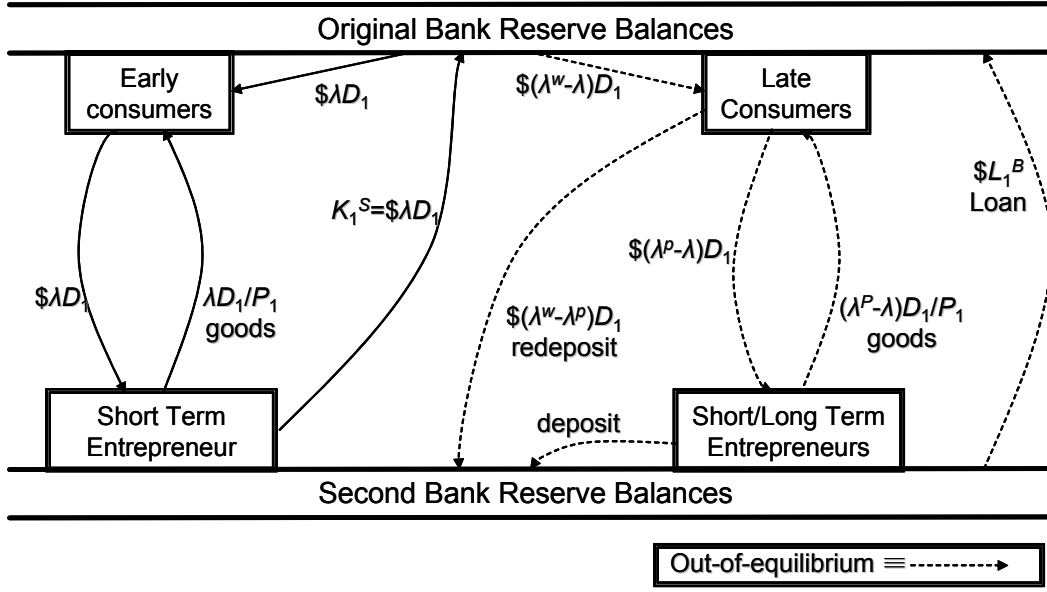 Original Bank Reserve Balances
Early
consumers
$λD₁
$(λʷ-λ)D₁
Late
Consumers
K₁ˢ=$λD₁
$L₁ᴮ
Loan
$(λᵖ-λ)D₁
$λD₁
λD₁/P₁
goods
$(λʷ-λᵖ)D₁
redeposit
(λᴾ-λ)D₁/P₁
goods
Short Term
Entrepreneur
deposit
Short/Long Term
Entrepreneurs
Second Bank Reserve Balances
Out-of-equilibrium ≡